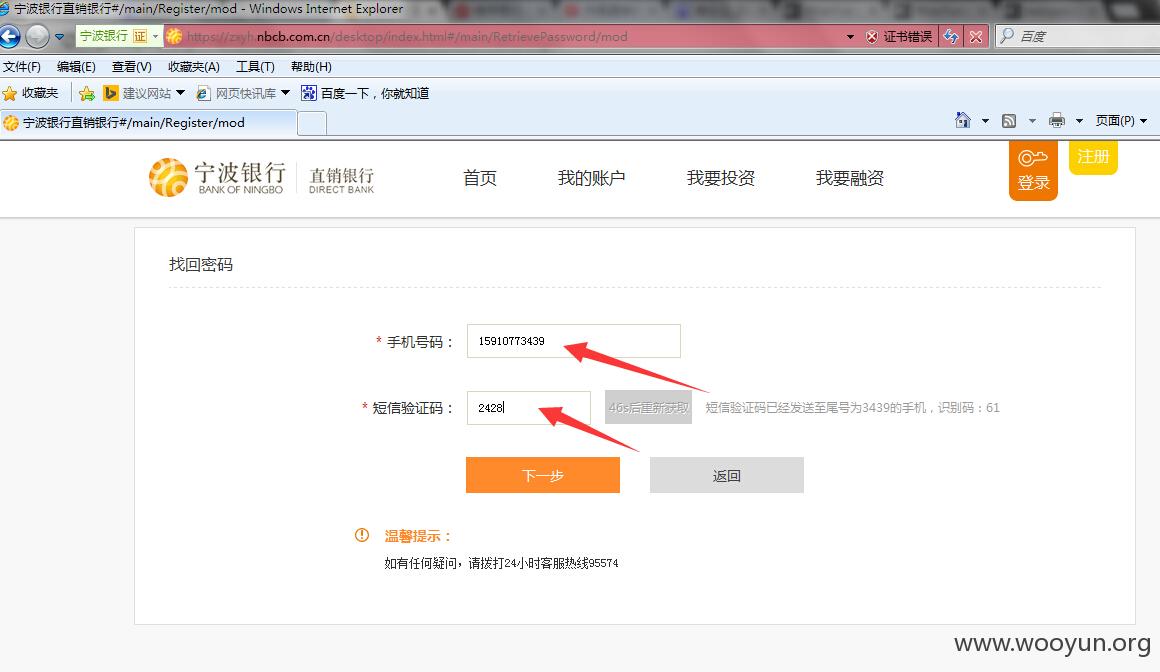 宁波银行直销银行#/main/Register/mod - Windows Internet Explorer
宁波银行 证 https://zxyh.nbcb.com.cn/desktop/index.html#/main/RetrievePassword/mod 证书错误 百度
文件(F) 编辑(E) 查看(V) 收藏夹(A) 工具(T) 帮助(H)
收藏夹 建议网站 网页快讯库 百度一下，你就知道
宁波银行直销银行#/main/Register/mod 页面(P)
宁波银行 直销银行 首页 我的账户 我要投资 我要融资 登录 注册
BANK OF NINGBO DIRECT BANK
找回密码
* 手机号码： 15910773439
* 短信验证码： 2428 46s后重新获取 短信验证码已经发送至尾号为3439的手机，识别码：61
下一步 返回
温馨提示：
如有任何疑问，请拨打24小时客服热线95574
www.wooyun.org